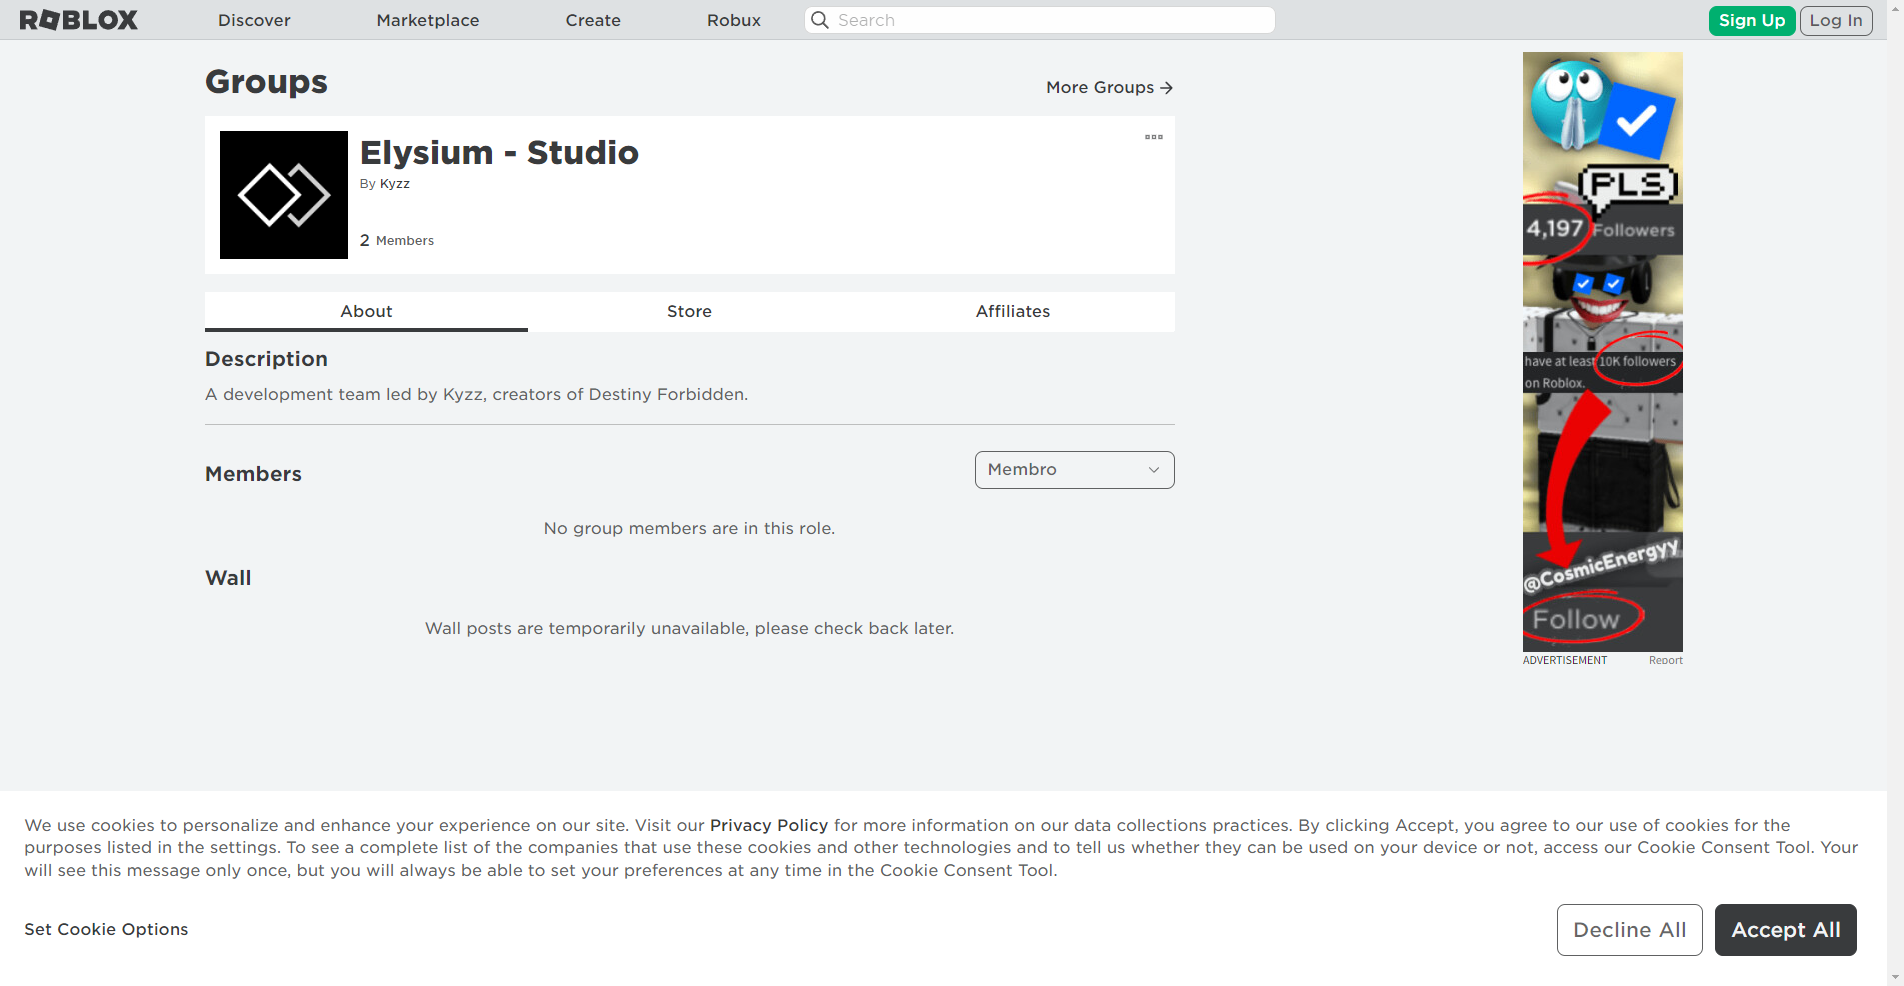 ROBLOX
Discover
Marketplace
Create
Robux
Search
Sign Up
Log In
Groups
More Groups
Elysium - Studio
By Kyzz
2 Members
About
Store
Affiliates
Description
A development team led by Kyzz, creators of Destiny Forbidden.
Members
Membro
No group members are in this role.
Wall
Wall posts are temporarily unavailable, please check back later.
PLS
4,197 Followers
have at least 10K followers
on Roblox.
@CosmicEnergyy
Follow
ADVERTISEMENT
Report
We use cookies to personalize and enhance your experience on our site. Visit our Privacy Policy for more information on our data collections practices. By clicking Accept, you agree to our use of cookies for the
purposes listed in the settings. To see a complete list of the companies that use these cookies and other technologies and to tell us whether they can be used on your device or not, access our Cookie Consent Tool. Your
will see this message only once, but you will always be able to set your preferences at any time in the Cookie Consent Tool.
Set Cookie Options
Decline All
Accept All